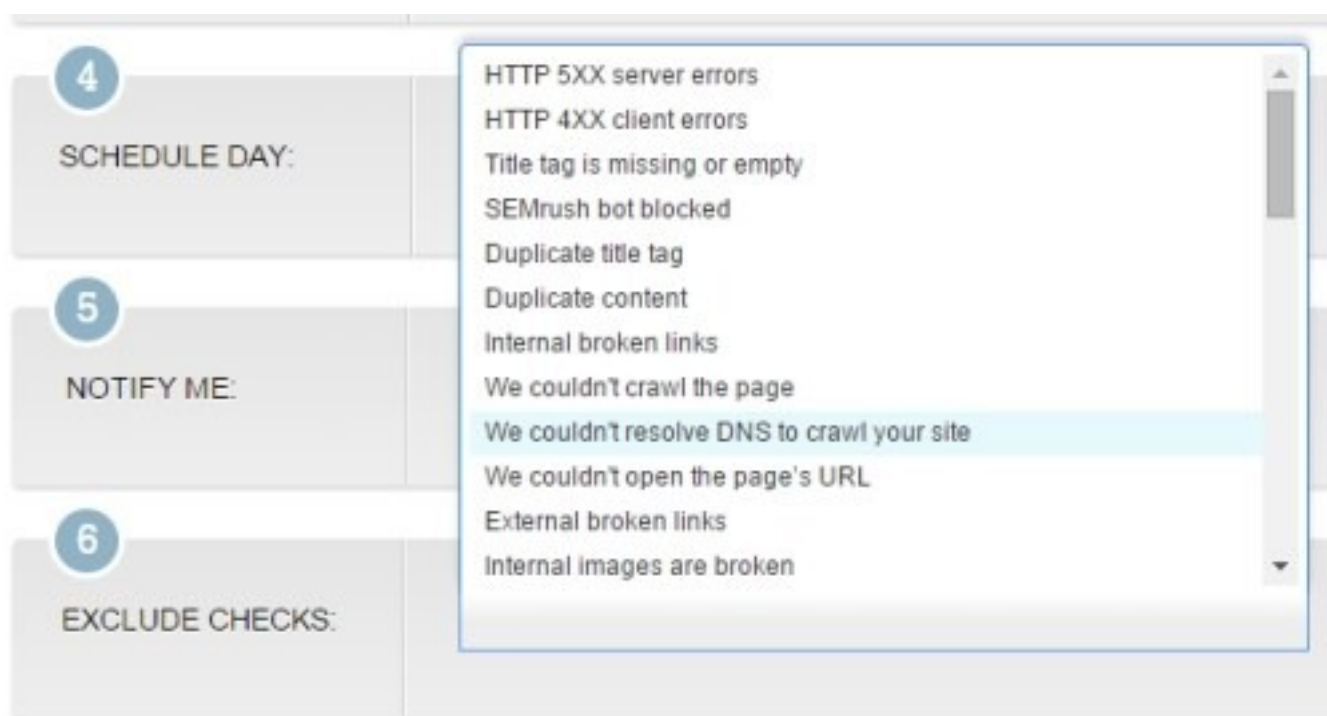 4
SCHEDULE DAY:
5
NOTIFY ME:
6
EXCLUDE CHECKS:
HTTP 5XX server errors
HTTP 4XX client errors
Title tag is missing or empty
SEMrush bot blocked
Duplicate title tag
Duplicate content
Internal broken links
We couldn't crawl the page
We couldn't resolve DNS to crawl your site
We couldn't open the page's URL
External broken links
Internal images are broken